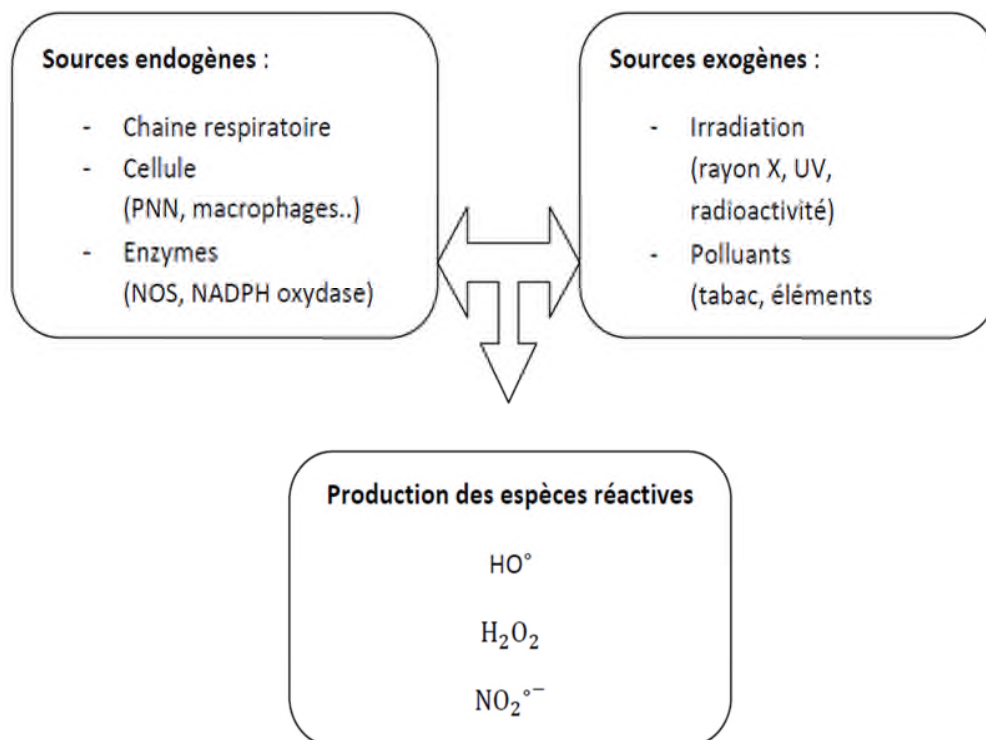 Sources endogènes :
- Chaine respiratoire
- Cellule
(PNN, macrophages..)
- Enzymes
(NOS, NADPH oxydase)
Sources exogènes :
- Irradiation
(rayon X, UV,
radioactivité)
- Polluants
(tabac, éléments
Production des espèces réactives
HO°
H₂O₂
NO₂°⁻